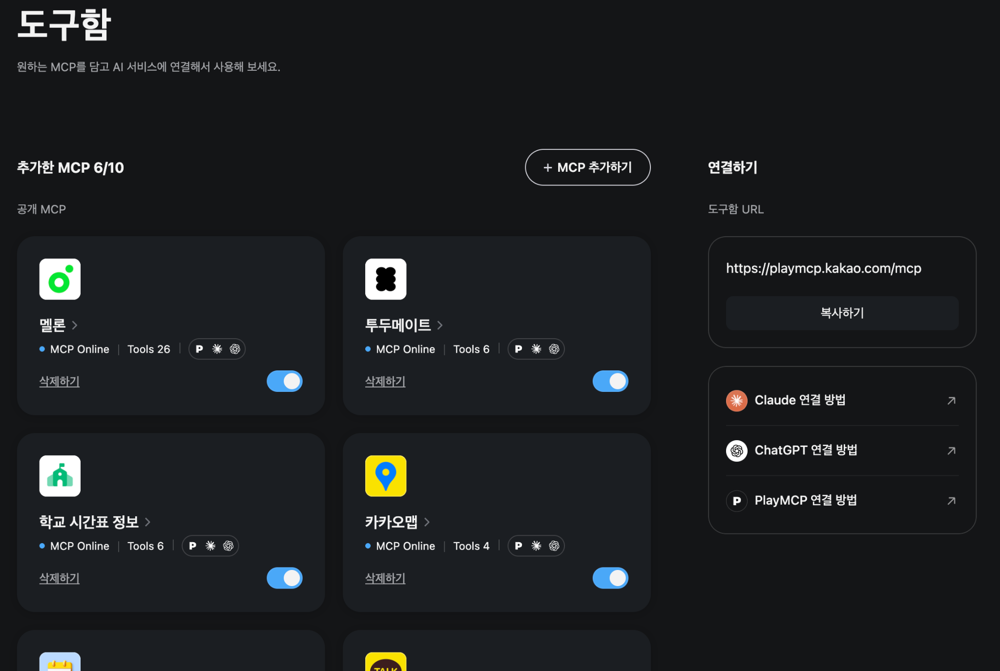 도구함
원하는 MCP를 담고 AI 서비스에 연결해서 사용해 보세요.
추가한 MCP 6/10
+ MCP 추가하기
공개 MCP
멜론
MCP Online | Tools 26 | P
삭제하기
투두메이트
MCP Online | Tools 6 | P
삭제하기
학교 시간표 정보
MCP Online | Tools 6 | P
삭제하기
카카오맵
MCP Online | Tools 4 | P
삭제하기
TALK
연결하기
도구함 URL
https://playmcp.kakao.com/mcp
복사하기
Claude 연결 방법
ChatGPT 연결 방법
P PlayMCP 연결 방법